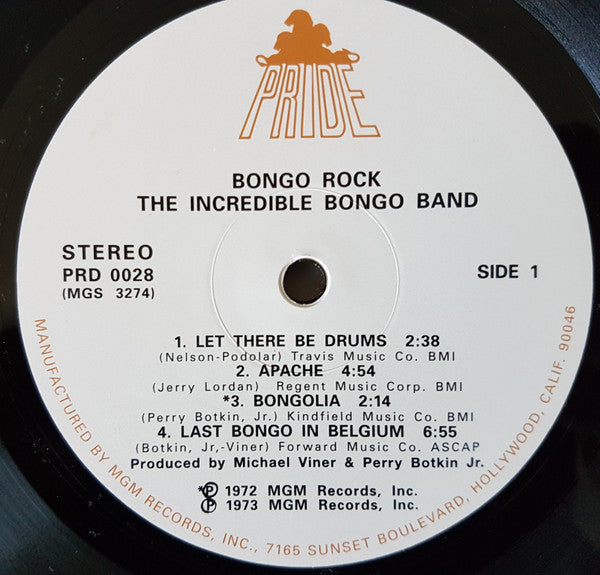 PRIDE
BONGO ROCK
THE INCREDIBLE BONGO BAND
STEREO
PRD 0028
(MGS 3274)
SIDE 1
1. LET THERE BE DRUMS 2:38
(Nelson-Podolar) Travis Music Co. BMI
2. APACHE 4:54
(Jerry Lordan) Regent Music Corp. BMI
*3. BONGOLIA 2:14
(Perry Botkin, Jr.) Kindfield Music Co. BMI
4. LAST BONGO IN BELGIUM 6:55
(Botkin, Jr,-Viner) Forward Music Co. ASCAP
Produced by Michael Viner & Perry Botkin Jr.
*℗ 1972 MGM Records, Inc.
℗ 1973 MGM Records, Inc.
MANUFACTURED BY MGM RECORDS, INC., 7165 SUNSET BOULEVARD, HOLLYWOOD, CALIF. 90046